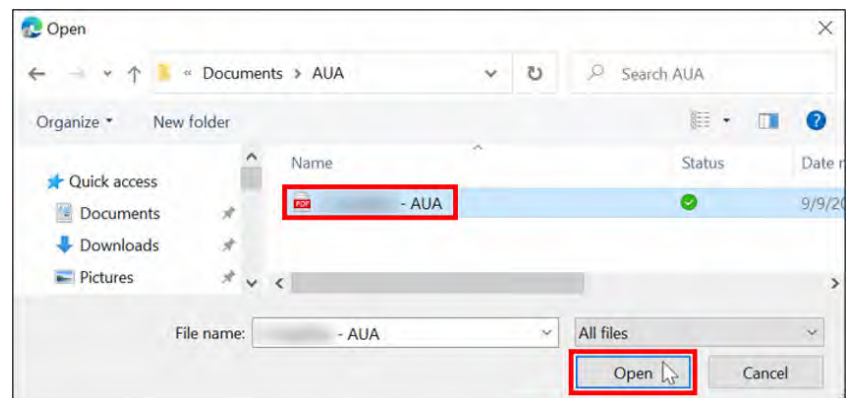 Open
« Documents > AUA
Search AUA
Organize
New folder
Name
Status
Date
Quick access
PDF
- AUA
9/9/20
Documents
Downloads
Pictures
File name:
- AUA
All files
Open
Cancel